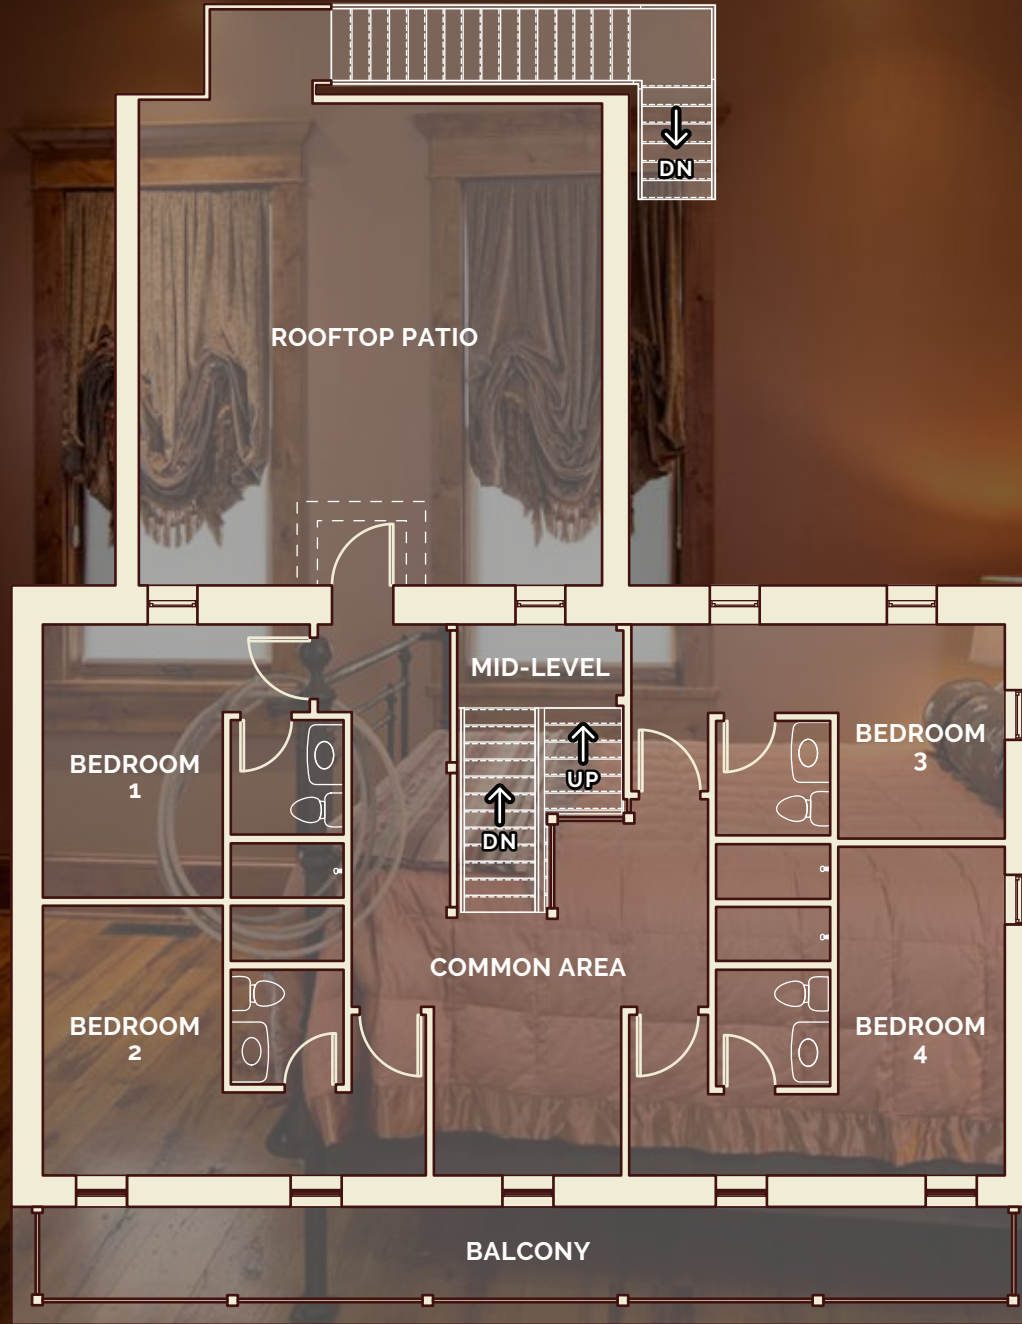 DN
ROOFTOP PATIO
MID-LEVEL
BEDROOM
1
UP
DN
BEDROOM
3
COMMON AREA
BEDROOM
2
BEDROOM
4
BALCONY